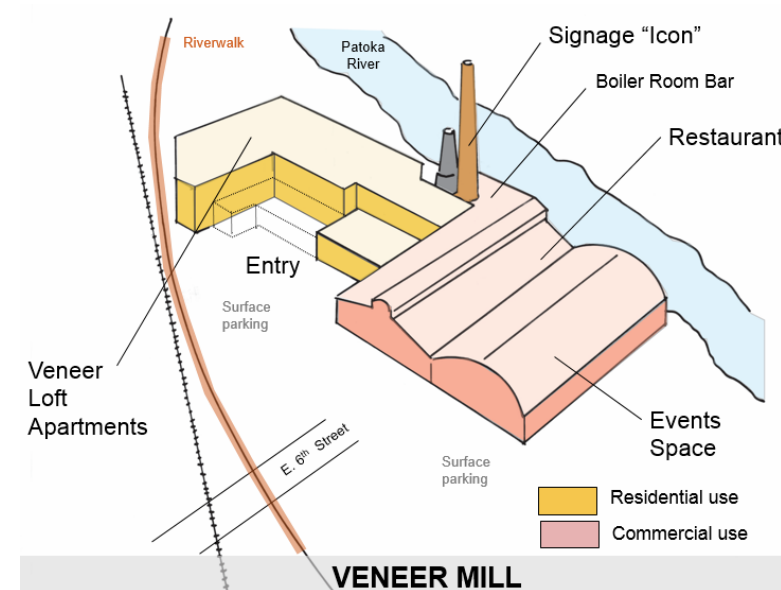 Riverwalk
Patoka
River
Signage “Icon”
Boiler Room Bar
Restaurant
Entry
Surface
parking
Veneer
Loft
Apartments
E. 6th Street
Events
Space
Surface
parking
Residential use
Commercial use
VENEER MILL